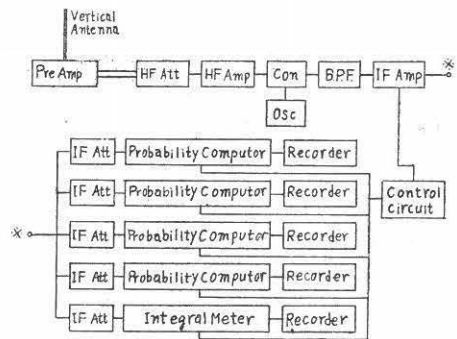 Vertical
Antenna
Pre Amp
HF Att
HF Amp
Con
B.P.F.
IF Amp
※
Osc
IF Att
Probability Computor
Recorder
IF Att
Probability Computor
Recorder
Control
Circuit
※
IF Att
Probability Computor
Recorder
IF Att
Probability Computor
Recorder
IF Att
Integral Meter
Recorder